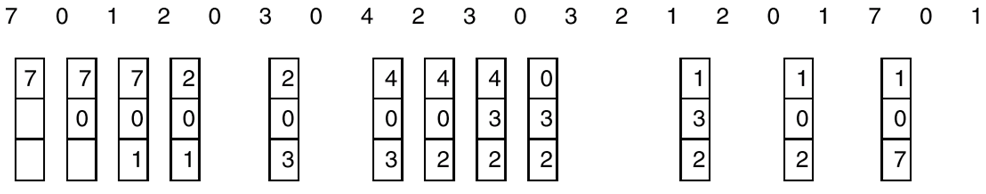 7 0 1 2 0 3 0 4 2 3 0 3 2 1 2 0 1 7 0 1
7 7 7 2 2 4 4 4 0 1 1 1
0 0 0 0 0 0 3 3 3 0 0
1 1 3 3 2 2 2 2 2 7